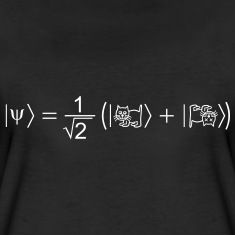 |ψ⟩ = 1/√2 (|⟩ + |⟩)